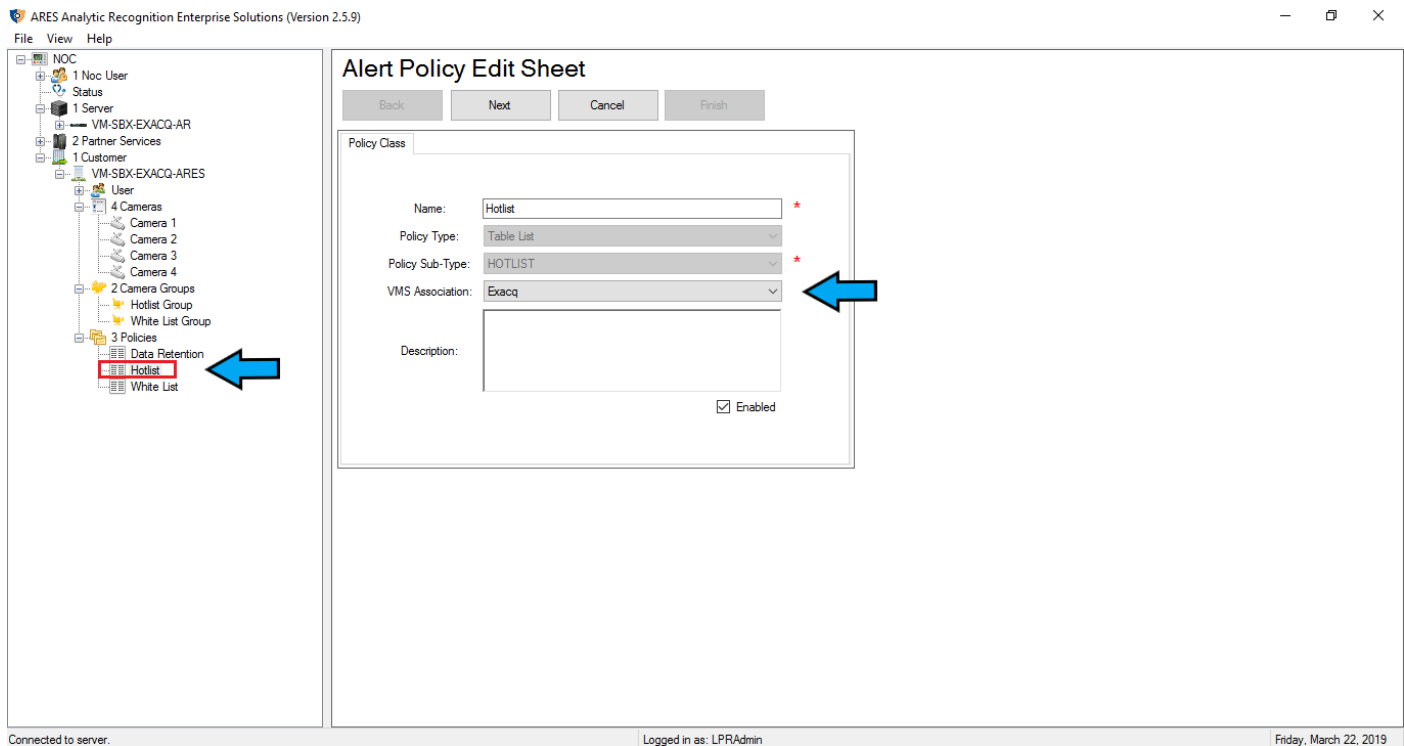 ARES Analytic Recognition Enterprise Solutions (Version 2.5.9)
File View Help
NOC
1 Noc User
Status
1 Server
VM-SBX-EXACQ-AR
2 Partner Services
1 Customer
VM-SBX-EXACQ-ARES
User
4 Cameras
Camera 1
Camera 2
Camera 3
Camera 4
2 Camera Groups
Hotlist Group
White List Group
3 Policies
Data Retention
Hotlist
White List
Alert Policy Edit Sheet
Back Next Cancel Finish
Policy Class
Name: Hotlist *
Policy Type: Table List
Policy Sub-Type: HOTLIST *
VMS Association: Exacq
Description:
Enabled
Connected to server. Logged in as: LPRAdmin Friday, March 22, 2019